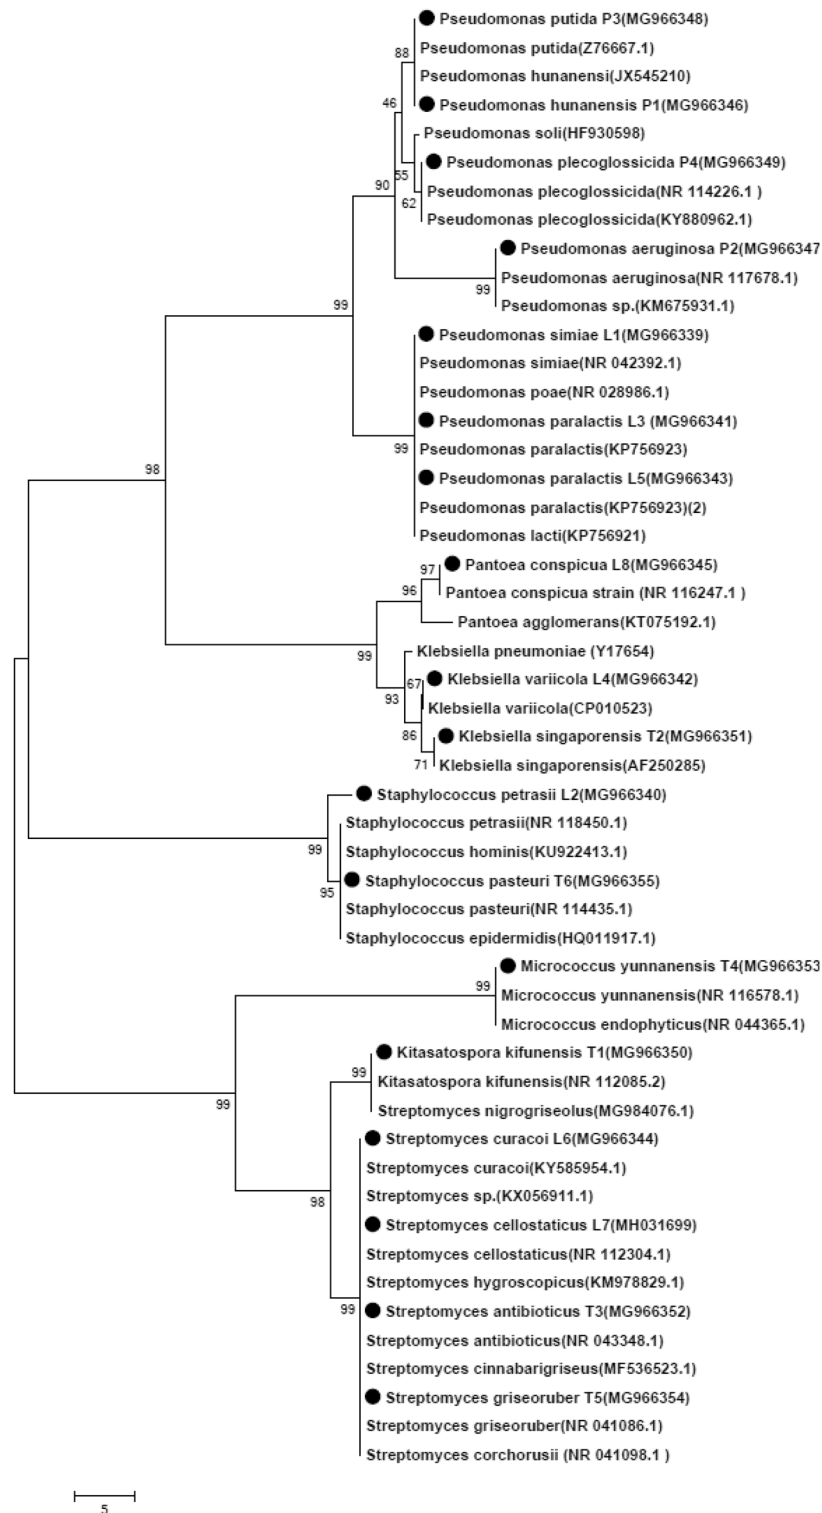 Pseudomonas putida P3(MG966348)
88
Pseudomonas putida(Z76667.1)
Pseudomonas hunanensi(JX545210)
46
Pseudomonas hunanensis P1(MG966346)
Pseudomonas soli(HF930598)
Pseudomonas plecoglossicida P4(MG966349)
55
90
Pseudomonas plecoglossicida(NR 114226.1 )
62
Pseudomonas plecoglossicida(KY880962.1)
Pseudomonas aeruginosa P2(MG966347
Pseudomonas aeruginosa(NR 117678.1)
99
Pseudomonas sp.(KM675931.1)
99
Pseudomonas simiae L1(MG966339)
Pseudomonas simiae(NR 042392.1)
Pseudomonas poae(NR 028986.1)
Pseudomonas paralactis L3 (MG966341)
99
Pseudomonas paralactis(KP756923)
98
Pseudomonas paralactis L5(MG966343)
Pseudomonas paralactis(KP756923)(2)
Pseudomonas lacti(KP756921)
97
Pantoea conspicua L8(MG966345)
96
Pantoea conspicua strain (NR 116247.1 )
Pantoea agglomerans(KT075192.1)
99
Klebsiella pneumoniae (Y17654)
67
Klebsiella variicola L4(MG966342)
93
Klebsiella variicola(CP010523)
86
Klebsiella singaporensis T2(MG966351)
71
Klebsiella singaporensis(AF250285)
Staphylococcus petrasii L2(MG966340)
Staphylococcus petrasii(NR 118450.1)
99
Staphylococcus hominis(KU922413.1)
Staphylococcus pasteuri T6(MG966355)
95
Staphylococcus pasteuri(NR 114435.1)
Staphylococcus epidermidis(HQ011917.1)
Micrococcus yunnanensis T4(MG966353
99
Micrococcus yunnanensis(NR 116578.1)
Micrococcus endophyticus(NR 044365.1)
Kitasatospora kifunensis T1(MG966350)
99
Kitasatospora kifunensis(NR 112085.2)
99
Streptomyces nigrogriseolus(MG984076.1)
Streptomyces curacoi L6(MG966344)
Streptomyces curacoi(KY585954.1)
98
Streptomyces sp.(KX056911.1)
Streptomyces cellostaticus L7(MH031699)
Streptomyces cellostaticus(NR 112304.1)
Streptomyces hygroscopicus(KM978829.1)
99
Streptomyces antibioticus T3(MG966352)
Streptomyces antibioticus(NR 043348.1)
Streptomyces cinnabarigriseus(MF536523.1)
Streptomyces griseoruber T5(MG966354)
Streptomyces griseoruber(NR 041086.1)
Streptomyces corchorusii (NR 041098.1 )
5